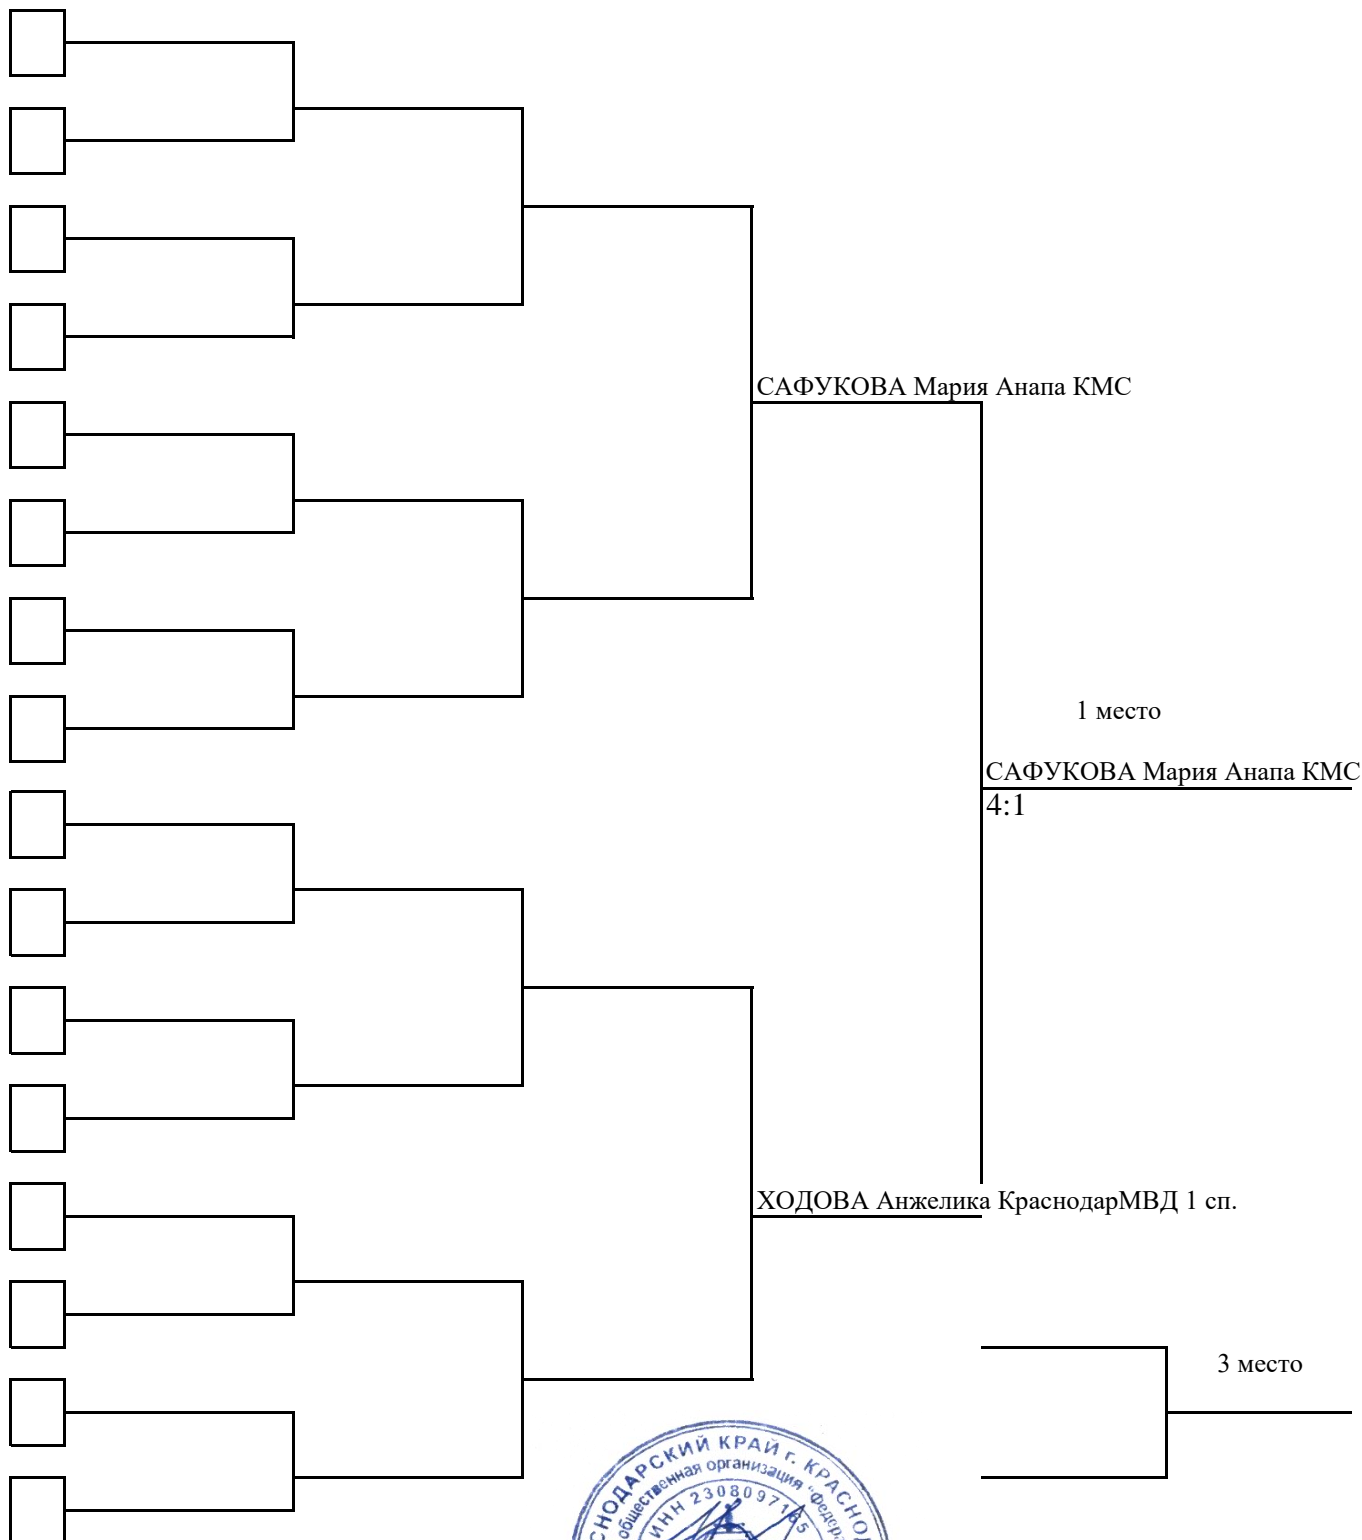 САФУКОВА Мария Анапа КМС
1 место
САФУКОВА Мария Анапа КМС
4:1
ХОДОВА Анжелика КраснодарМВД 1 сп.
3 место
КРАЙ г.
общественная организация
ИНН 2308097165